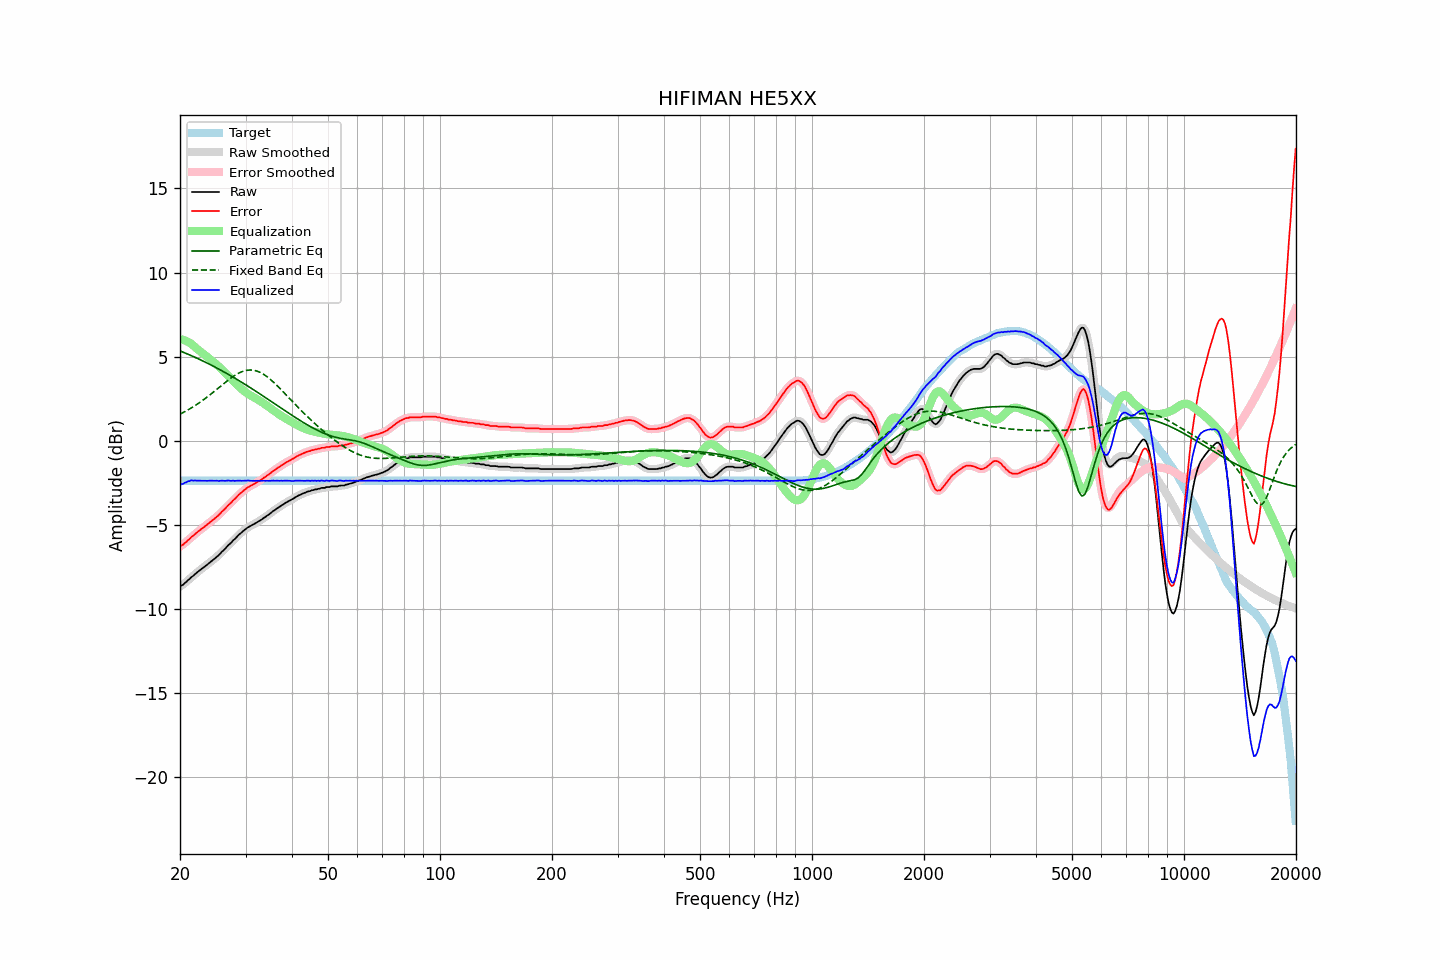 HIFIMAN HE5XX
Target
Raw Smoothed
Error Smoothed
Raw
Error
Equalization
Parametric Eq
Fixed Band Eq
Equalized
Amplitude (dBr)
15
10
5
0
−5
−10
−15
−20
20
50
100
200
500
1000
2000
5000
10000
20000
Frequency (Hz)